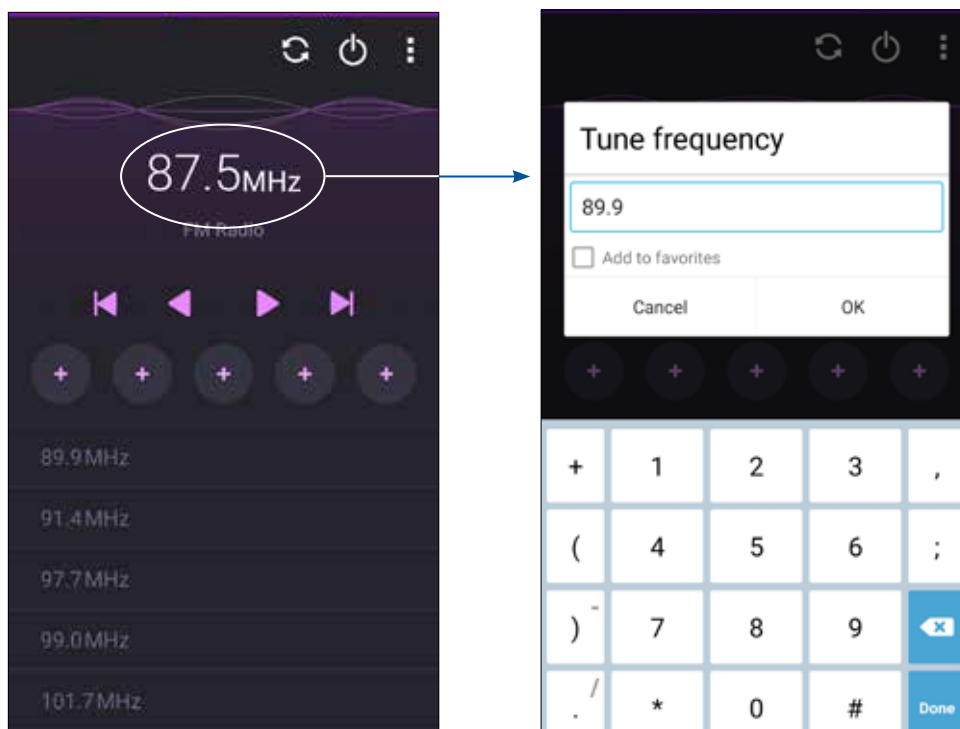 87.5MHz
FM Radio
89.9MHz
91.4MHz
97.7MHz
99.0MHz
101.7MHz
Tune frequency
89.9
Add to favorites
Cancel
OK
+ 1 2 3 ,
( 4 5 6 ;
) - 7 8 9
. / * 0 # Done